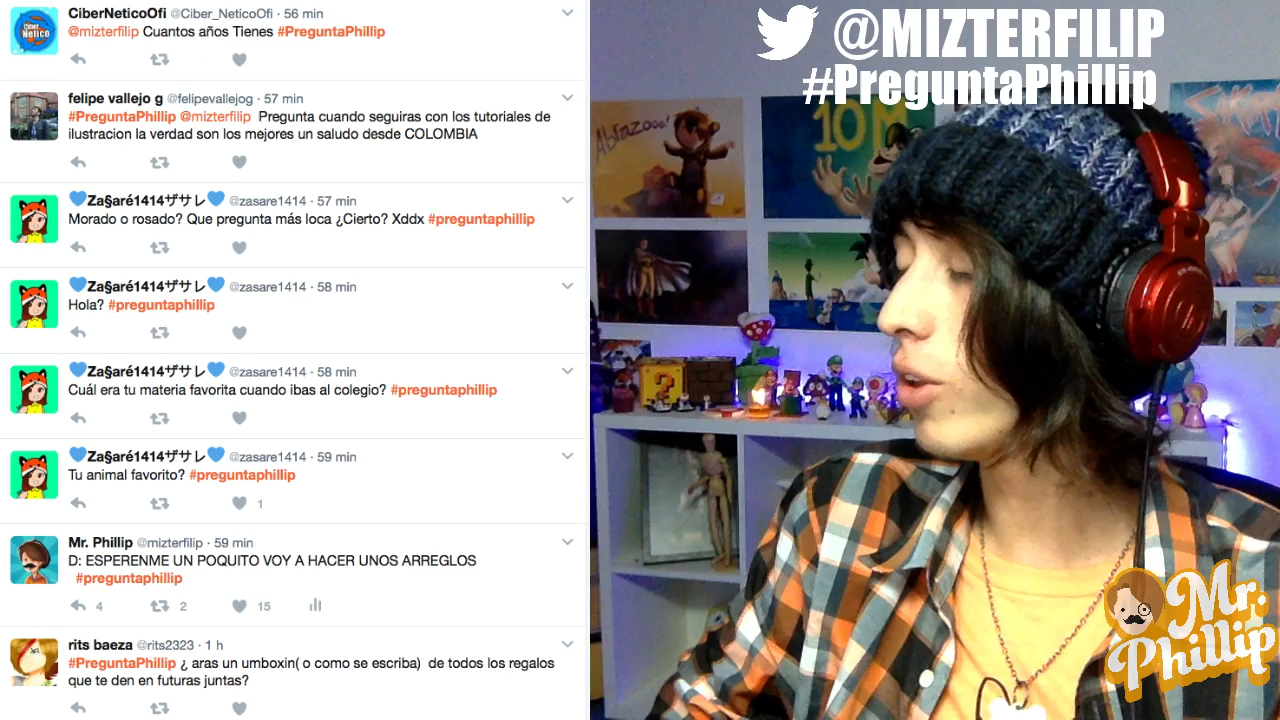 CiberNeticoOfi @Ciber_NeticoOfi · 56 min
@mizterfilip Cuantos años Tienes #PreguntaPhillip
Ciber
Netico
felipe vallejo g @felipevallejog · 57 min
#PreguntaPhillip @mizterfilip Pregunta cuando seguiras con los tutoriales de
ilustracion la verdad son los mejores un saludo desde COLOMBIA
💙Za§aré1414ザサレ💙 @zasare1414 · 57 min
Morado o rosado? Que pregunta más loca ¿Cierto? Xddx #preguntaphillip
💙Za§aré1414ザサレ💙 @zasare1414 · 58 min
Hola? #preguntaphillip
💙Za§aré1414ザサレ💙 @zasare1414 · 58 min
Cuál era tu materia favorita cuando ibas al colegio? #preguntaphillip
💙Za§aré1414ザサレ💙 @zasare1414 · 59 min
Tu animal favorito? #preguntaphillip
1
Mr. Phillip @mizterfilip · 59 min
D: ESPERENME UN POQUITO VOY A HACER UNOS ARREGLOS
#preguntaphillip
4 2 15
rits baeza @rits2323 · 1 h
#PreguntaPhillip ¿ aras un umboxin( o como se escriba) de todos los regalos
que te den en futuras juntas?
@MIZTERFILIP
#PreguntaPhillip
Abrazooo!
10M
Mr.
Phillip